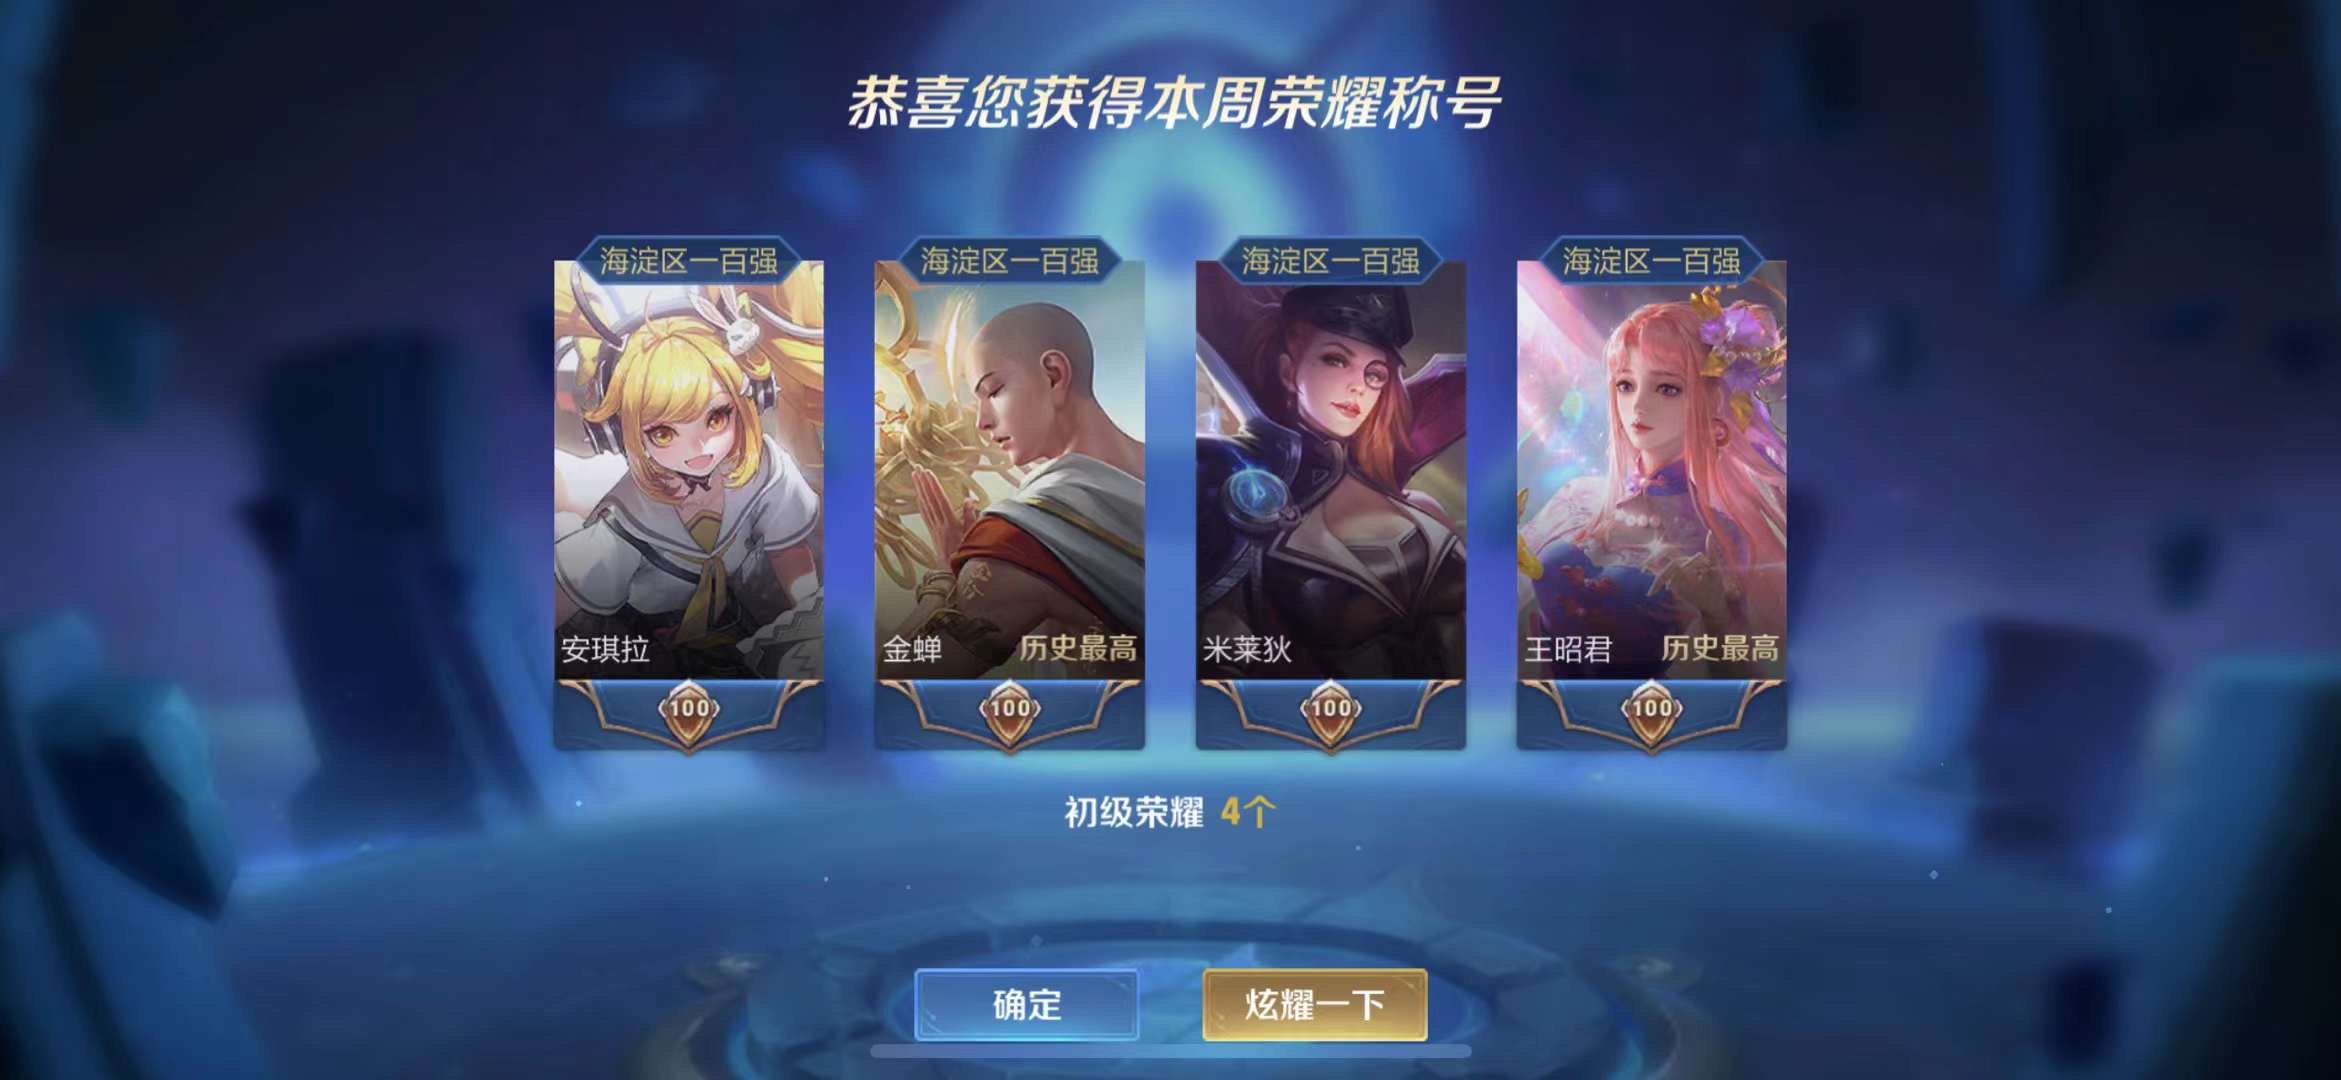 恭喜您获得本周荣耀称号
海淀区一百强
海淀区一百强
海淀区一百强
海淀区一百强
安琪拉
金蝉 历史最高
米莱狄
王昭君 历史最高
100
100
100
100
初级荣耀 4个
确定
炫耀一下